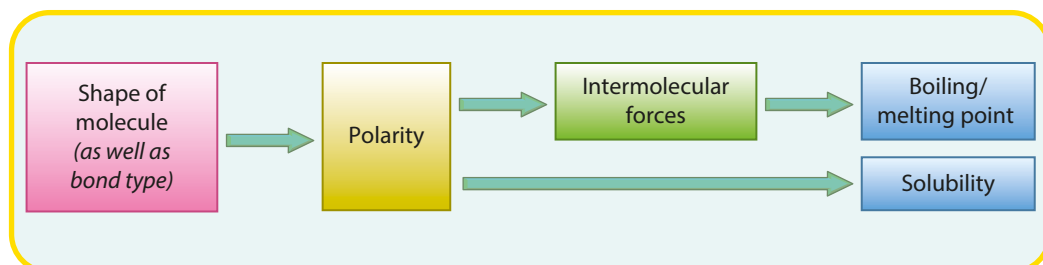 Shape of
molecule
(as well as
bond type)
Polarity
Intermolecular
forces
Boiling/
melting point
Solubility